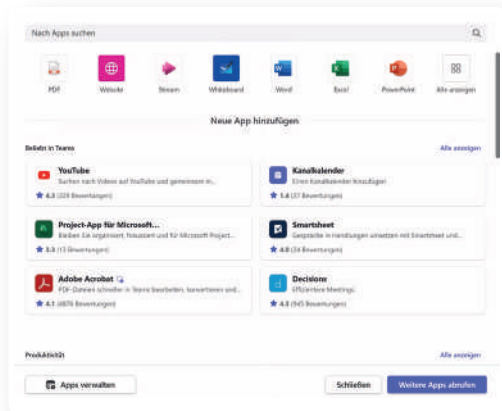 Nach Apps suchen
PDF Website Stream Whiteboard Word Excel PowerPoint Alle anzeigen
Neue App hinzufügen
Beliebt in Teams Alle anzeigen
YouTube
Suchen nach Videos auf YouTube und gemeinsam in...
4.3 (329 Bewertungen)
Kanalkalender
Einen Kanalkalender hinzufügen
1.4 (37 Bewertungen)
Project-App für Microsoft...
Bleiben Sie organisiert, fokussiert und für Microsoft Project...
3.3 (13 Bewertungen)
Smartsheet
Gespräche in Handlungen umsetzen mit Smartsheet und...
4.0 Bewertungen)
Adobe Acrobat
PDF-Dateien schneller in Teams bearbeiten, konvertieren und...
4.1 (4876 Bewertungen)
Decisions
Effizientere Meetings
4.3 (945 Bewertungen)
Produktivität Alle anzeigen
Apps verwalten Schließen Weitere Apps abrufen